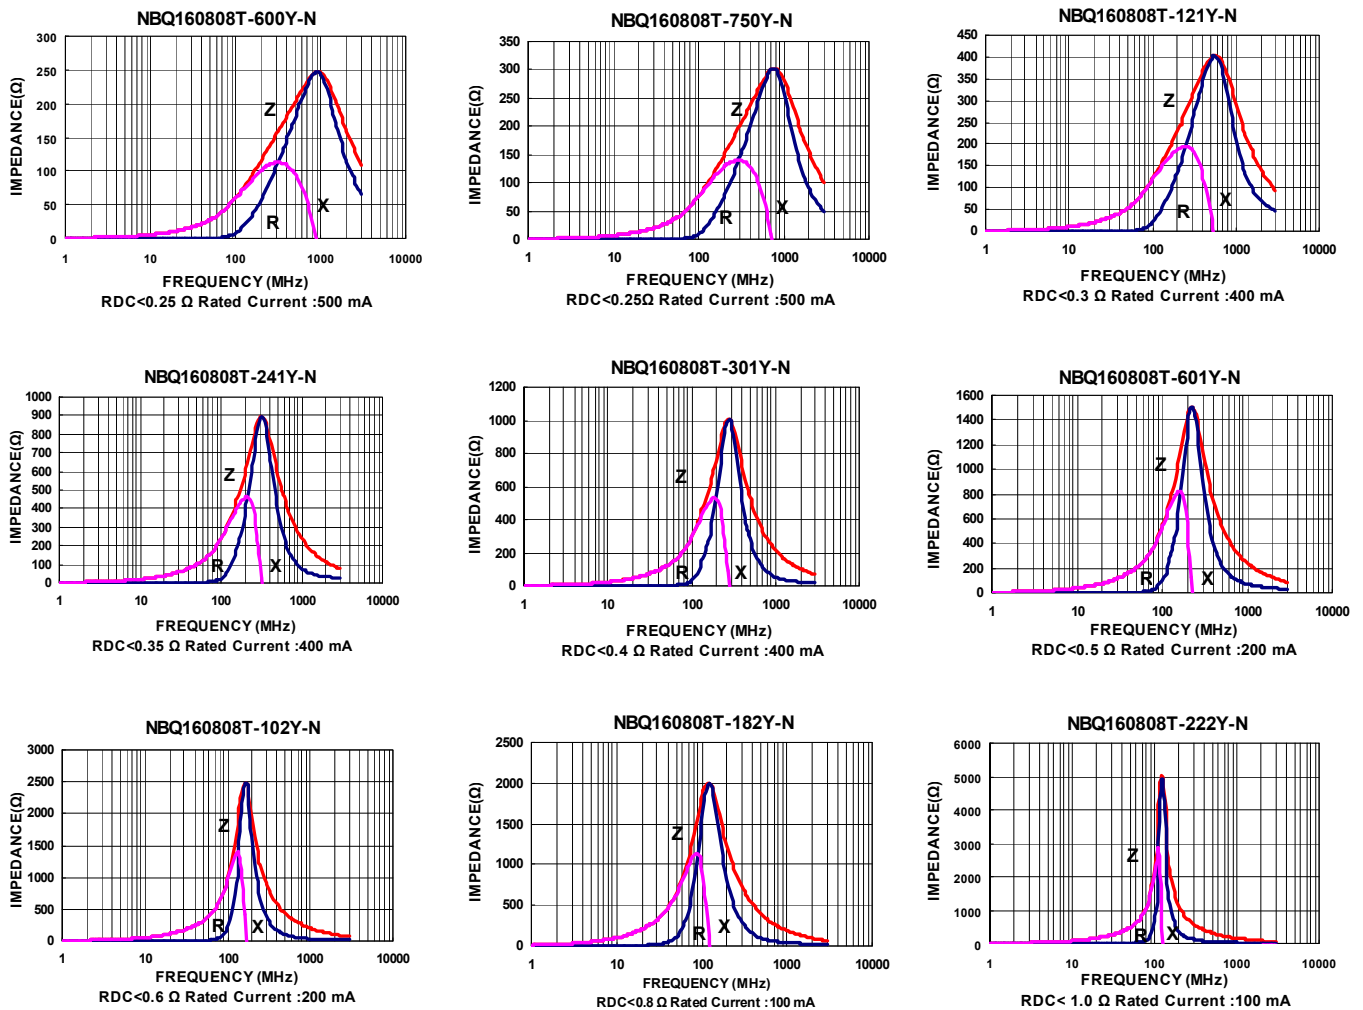 NBQ160808T-600Y-N
300
250
200
150
100
50
0
IMPEDANCE(Ω)
Z
R
X
1 10 100 1000 10000
FREQUENCY (MHz)
RDC<0.25 Ω Rated Current :500 mA
NBQ160808T-750Y-N
350
300
250
200
150
100
50
0
IMPEDANCE(Ω)
Z
R
X
1 10 100 1000 10000
FREQUENCY (MHz)
RDC<0.25Ω Rated Current :500 mA
NBQ160808T-121Y-N
450
400
350
300
250
200
150
100
50
0
IMPEDANCE(Ω)
Z
R
X
1 10 100 1000 10000
FREQUENCY (MHz)
RDC<0.3 Ω Rated Current :400 mA
NBQ160808T-241Y-N
1000
900
800
700
600
500
400
300
200
100
0
IMPEDANCE(Ω)
Z
R
X
1 10 100 1000 10000
FREQUENCY (MHz)
RDC<0.35 Ω Rated Current :400 mA
NBQ160808T-301Y-N
1200
1000
800
600
400
200
0
IMPEDANCE(Ω)
Z
R
X
1 10 100 1000 10000
FREQUENCY (MHz)
RDC<0.4 Ω Rated Current :400 mA
NBQ160808T-601Y-N
1600
1400
1200
1000
800
600
400
200
0
IMPEDANCE(Ω)
Z
R
X
1 10 100 1000 10000
FREQUENCY (MHz)
RDC<0.5 Ω Rated Current :200 mA
NBQ160808T-102Y-N
3000
2500
2000
1500
1000
500
0
IMPEDANCE(Ω)
Z
R
X
1 10 100 1000 10000
FREQUENCY (MHz)
RDC<0.6 Ω Rated Current :200 mA
NBQ160808T-182Y-N
2500
2000
1500
1000
500
0
IMPEDANCE(Ω)
Z
R
X
1 10 100 1000 10000
FREQUENCY (MHz)
RDC<0.8 Ω Rated Current :100 mA
NBQ160808T-222Y-N
6000
5000
4000
3000
2000
1000
0
IMPEDANCE(Ω)
Z
R
X
1 10 100 1000 10000
FREQUENCY (MHz)
RDC< 1.0 Ω Rated Current :100 mA